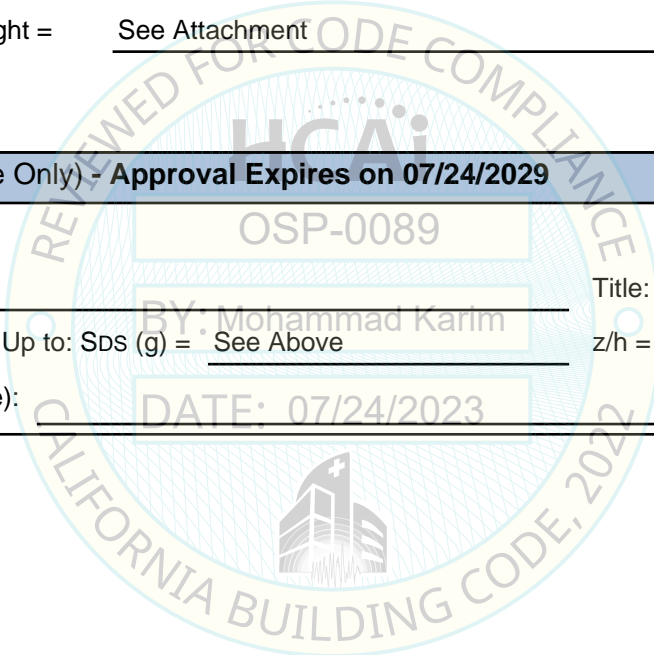 ght = See Attachment
REVIEWED FOR CODE COMPLIANCE
HCAi
e Only) - Approval Expires on 07/24/2029
OSP-0089
Title:
BY: Mohammad Karim
Up to: SDS (g) = See Above z/h =
e):
DATE: 07/24/2023
CALIFORNIA BUILDING CODE, 2022